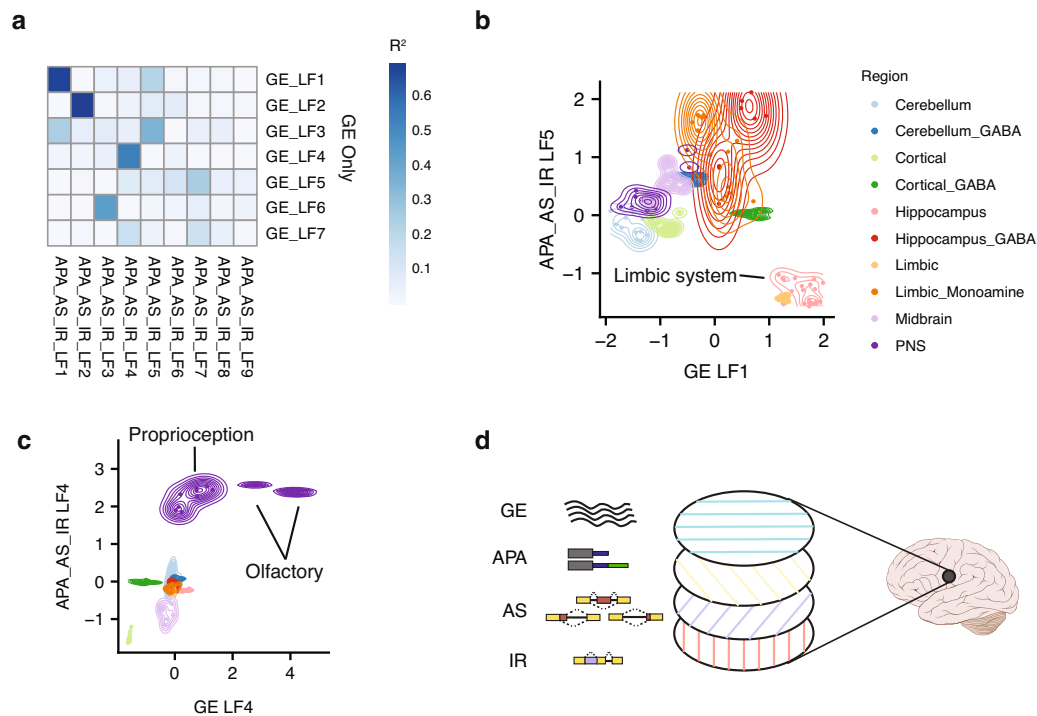 a
R²
0.6
0.5
0.4
0.3
0.2
0.1
GE_LF1
GE_LF2
GE_LF3
GE_LF4
GE_LF5
GE_LF6
GE_LF7
GE Only
APA_AS_IR_LF1
APA_AS_IR_LF2
APA_AS_IR_LF3
APA_AS_IR_LF4
APA_AS_IR_LF5
APA_AS_IR_LF6
APA_AS_IR_LF7
APA_AS_IR_LF8
APA_AS_IR_LF9
b
APA_AS_IR LF5
2
1
0
−1
Limbic system
−2
−1
0
1
2
GE LF1
Region
Cerebellum
Cerebellum_GABA
Cortical
Cortical_GABA
Hippocampus
Hippocampus_GABA
Limbic
Limbic_Monoamine
Midbrain
PNS
c
Proprioception
APA_AS_IR LF4
3
2
1
0
−1
Olfactory
0
2
4
GE LF4
d
GE
APA
AS
IR